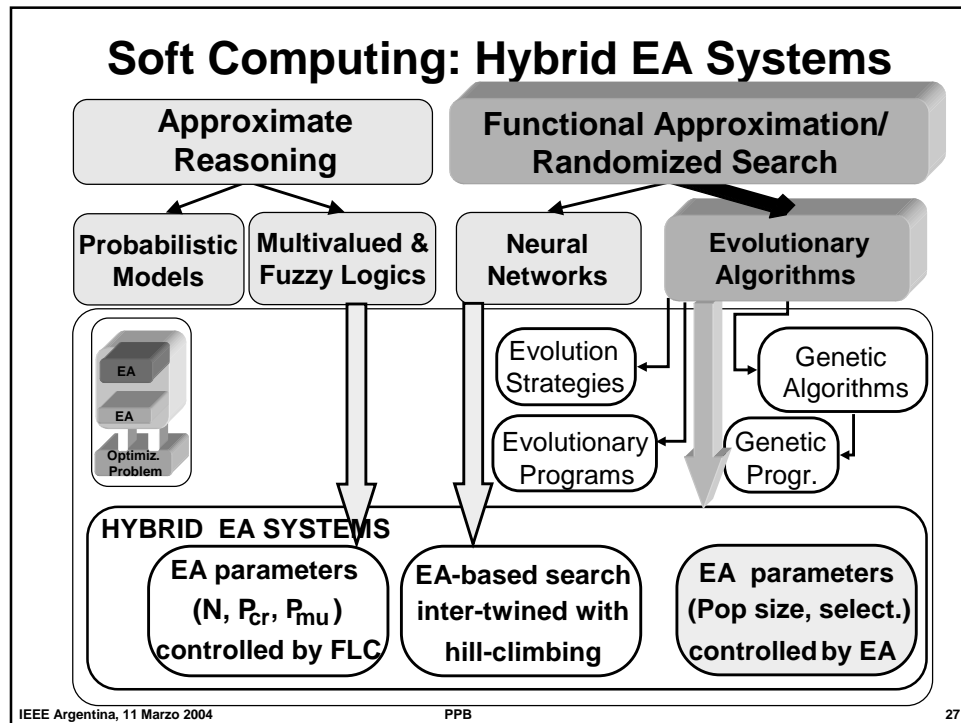 Soft Computing: Hybrid EA Systems
Approximate
Reasoning
Functional Approximation/
Randomized Search
Probabilistic
Models
Multivalued &
Fuzzy Logics
Neural
Networks
Evolutionary
Algorithms
EA
EA
Optimiz.
Problem
Evolution
Strategies
Genetic
Algorithms
Evolutionary
Programs
Genetic
Progr.
HYBRID EA SYSTEMS
EA parameters
(N, Pcr, Pmu)
controlled by FLC
EA-based search
inter-twined with
hill-climbing
EA parameters
(Pop size, select.)
controlled by EA
IEEE Argentina, 11 Marzo 2004 PPB 27